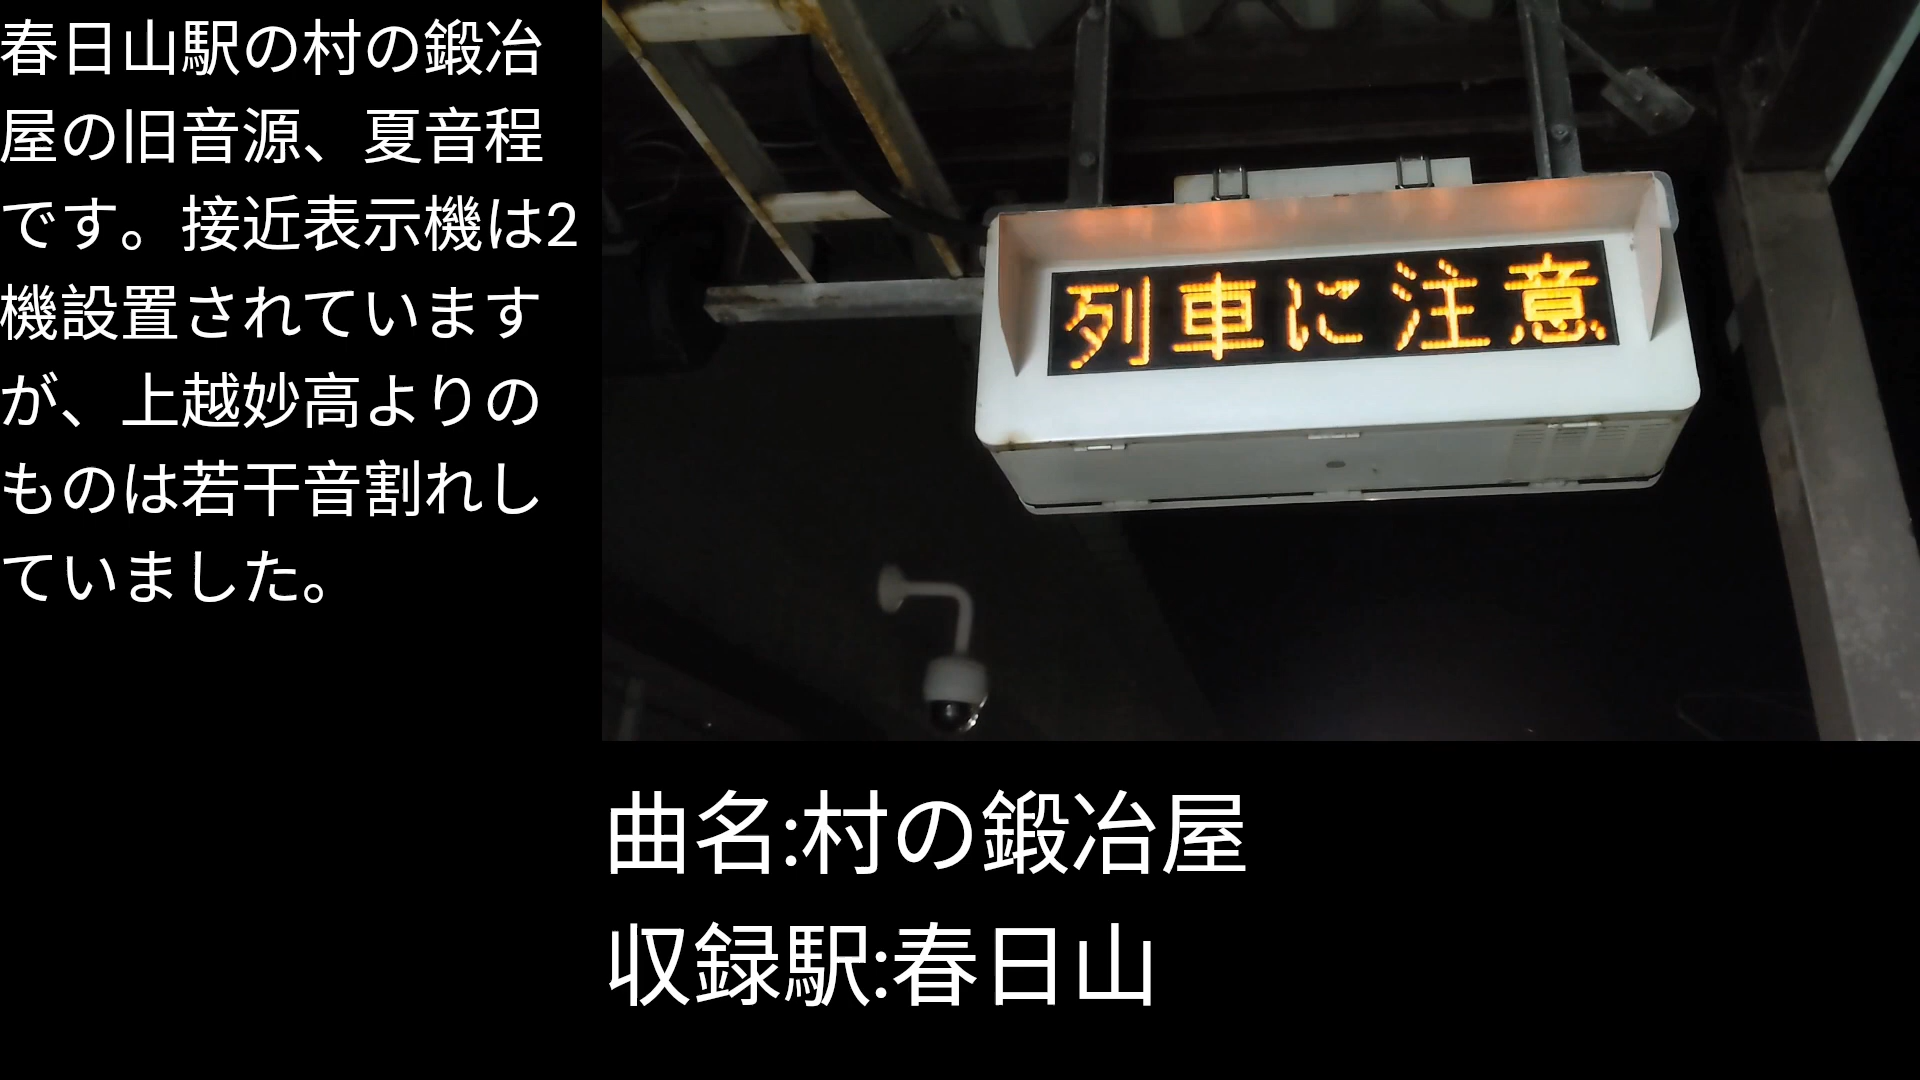 春日山駅の村の鍛冶
屋の旧音源、夏音程
です。接近表示機は2
機設置されています
が、上越妙高よりの
ものは若干音割れし
ていました。
列車に注意
曲名:村の鍛冶屋
収録駅:春日山